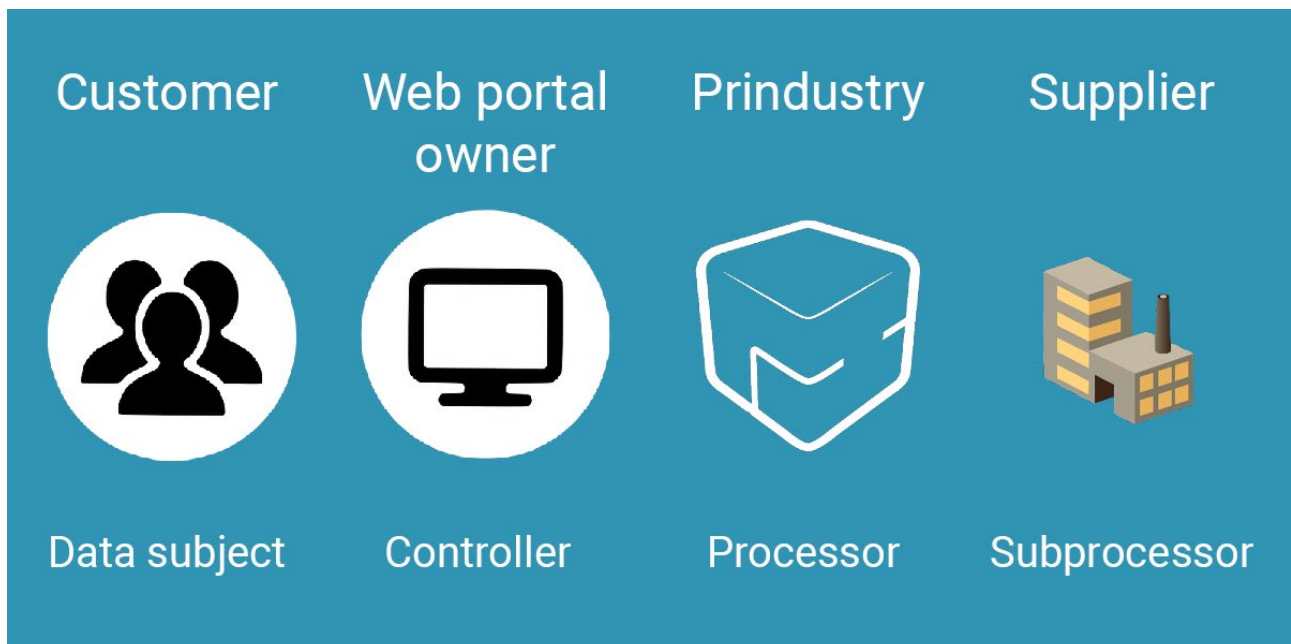 Customer
Web portal
owner
Prindustry
Supplier
Data subject
Controller
Processor
Subprocessor